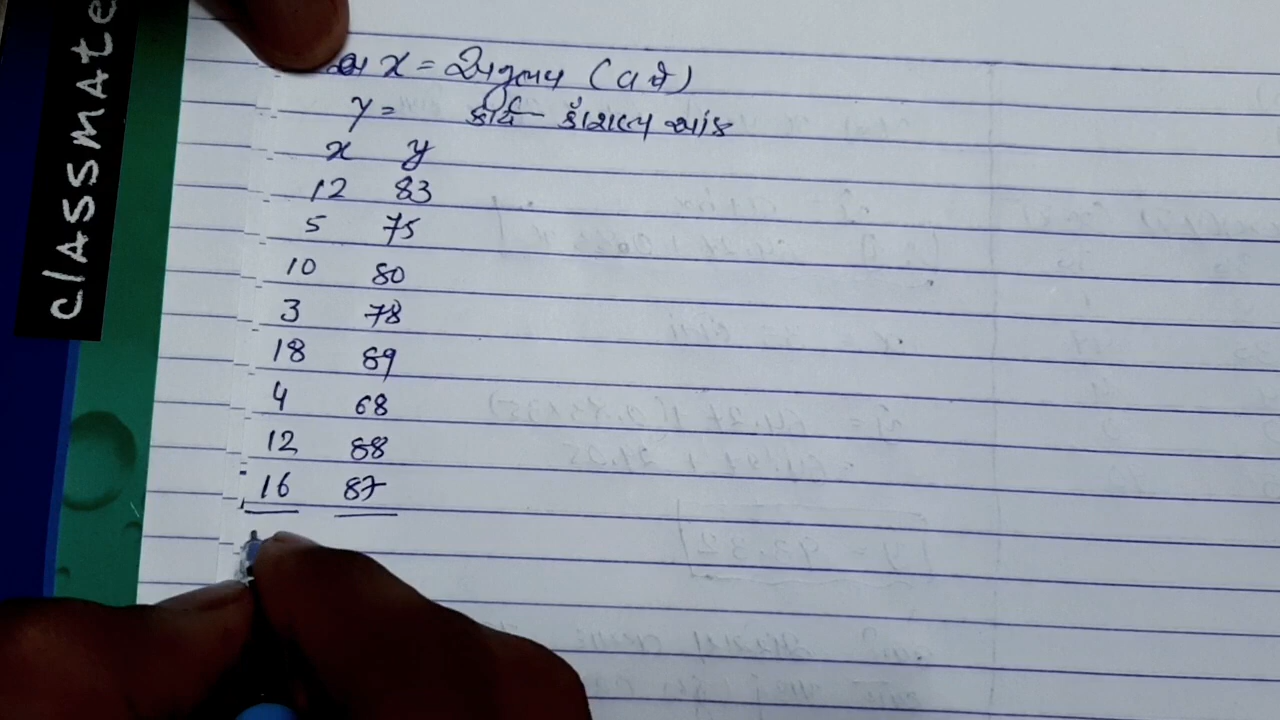 classmate
x = અનુભવ (વર્ષ)
y = કાર્ય કૌશલ્ય આંક
x y
12 83
5 75
10 80
3 78
18 89
4 68
12 88
16 87